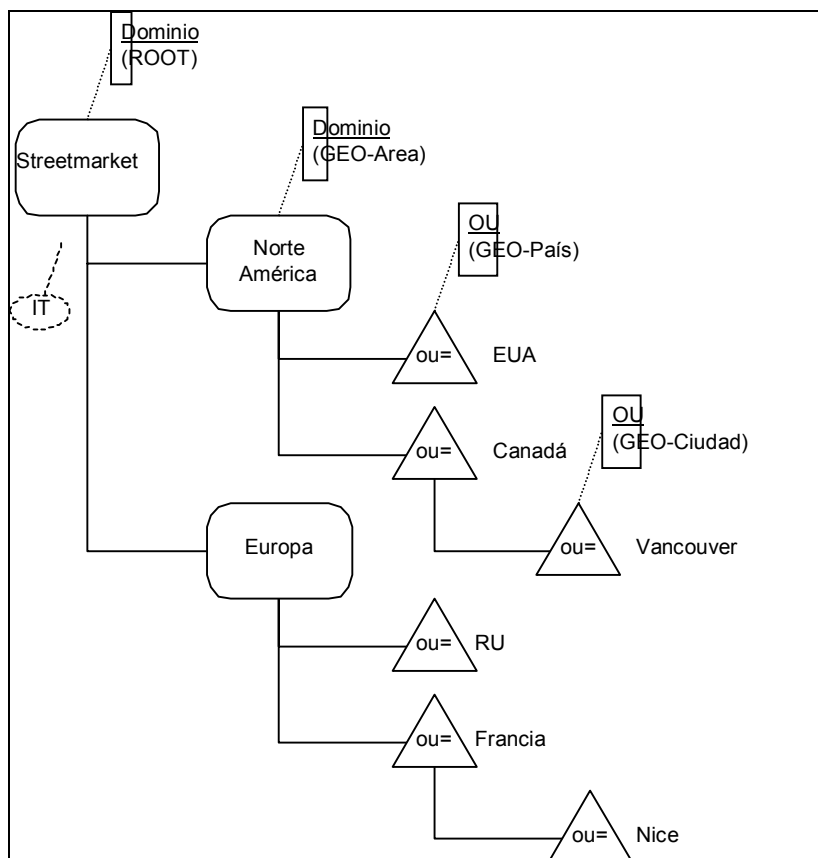 Dominio
(ROOT)
Streetmarket
Dominio
(GEO-Area)
Norte
América
IT
OU
(GEO-País)
ou=
EUA
OU
(GEO-Ciudad)
ou=
Canadá
ou=
Vancouver
Europa
ou=
RU
ou=
Francia
ou=
Nice